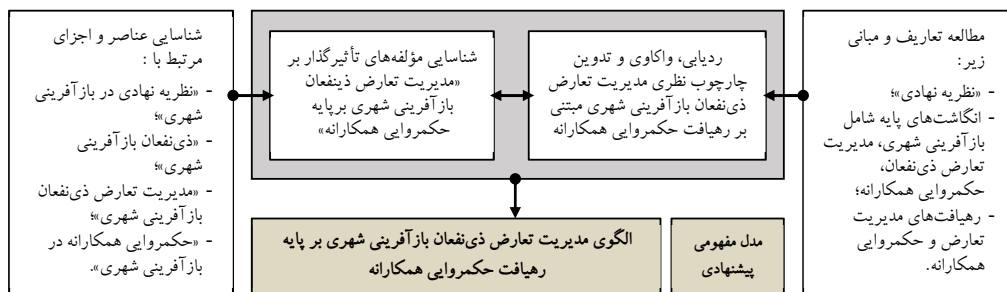 مطالعه تعاریف و مبانی
زیر:
- «نظریه نهادی»؛
- انگاشت‌های پایه شامل
بازآفرینی شهری، مدیریت
تعارض ذی‌نفعان،
حکمروایی همکارانه؛
- رهیافت‌های مدیریت
تعارض و حکمروایی
همکارانه.
ردیابی، واکاوی و تدوین
چارچوب نظری مدیریت تعارض
ذی‌نفعان بازآفرینی شهری مبتنی
بر رهیافت حکمروایی همکارانه
شناسایی مؤلفه‌های تأثیرگذار بر
«مدیریت تعارض ذینفعان
بازآفرینی شهری برپایه
حکمروایی همکارانه»
شناسایی عناصر و اجزای
مرتبط با :
- «نظریه نهادی در بازآفرینی
شهری»؛
- «ذی‌نفعان بازآفرینی
شهری»؛
- «مدیریت تعارض ذی‌نفعان
بازآفرینی شهری»؛
- «حکمروایی همکارانه در
بازآفرینی شهری».
مدل مفهومی
پیشنهادی
الگوی مدیریت تعارض ذی‌نفعان بازآفرینی شهری بر پایه
رهیافت حکمروایی همکارانه